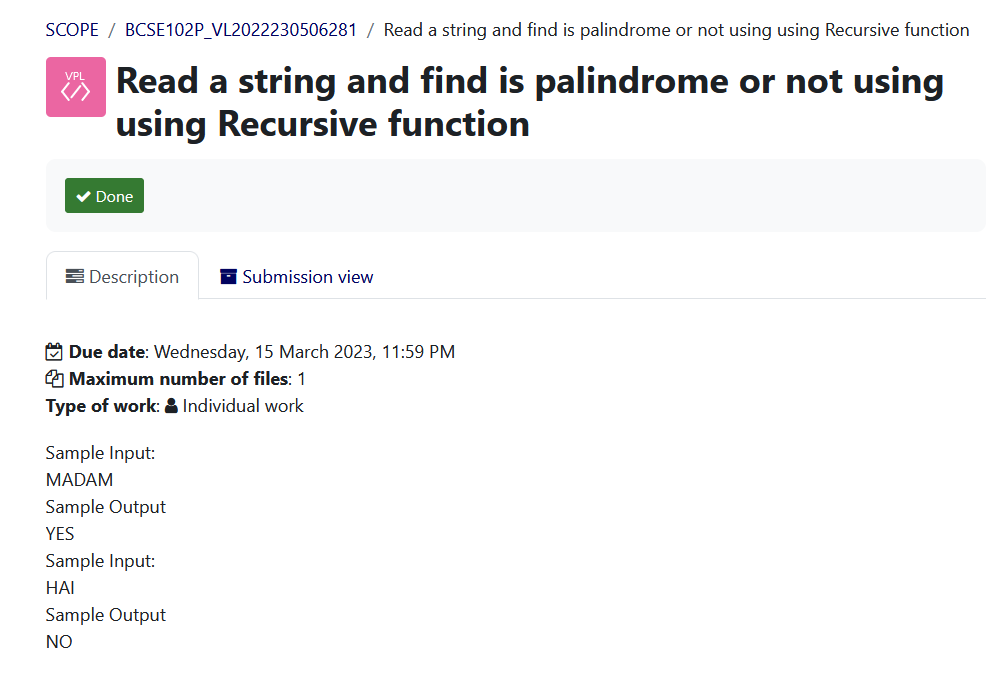 SCOPE / BCSE102P_VL2022230506281 / Read a string and find is palindrome or not using using Recursive function
VPL
Read a string and find is palindrome or not using
using Recursive function
Done
Description Submission view
Due date: Wednesday, 15 March 2023, 11:59 PM
Maximum number of files: 1
Type of work: Individual work
Sample Input:
MADAM
Sample Output
YES
Sample Input:
HAI
Sample Output
NO